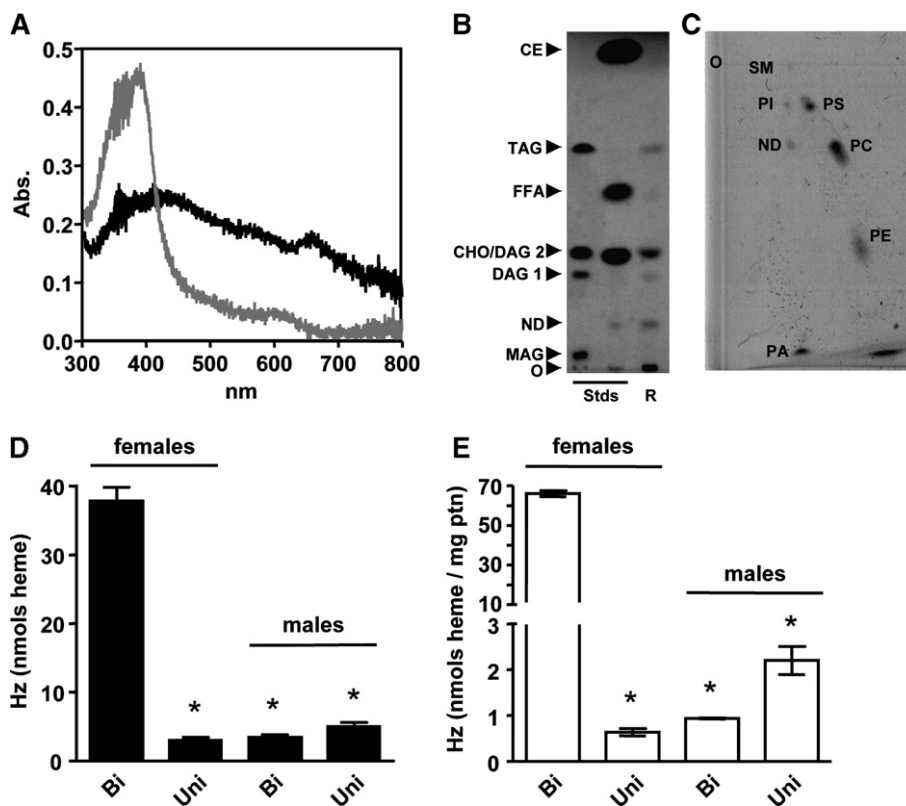 A
0.5
0.4
0.3
0.2
0.1
0.0
Abs.
300 400 500 600 700 800
nm
B
CE
TAG
FFA
CHO/DAG 2
DAG 1
ND
MAG
O
Stds R
C
O
SM
PI PS
ND PC
PE
PA
D
females
40
30
20
10
0
Hz (nmols heme)
males
* * *
Bi Uni Bi Uni
E
females
70
50
30
10
3
2
1
0
Hz (nmols heme / mg ptn)
males
* * *
Bi Uni Bi Uni